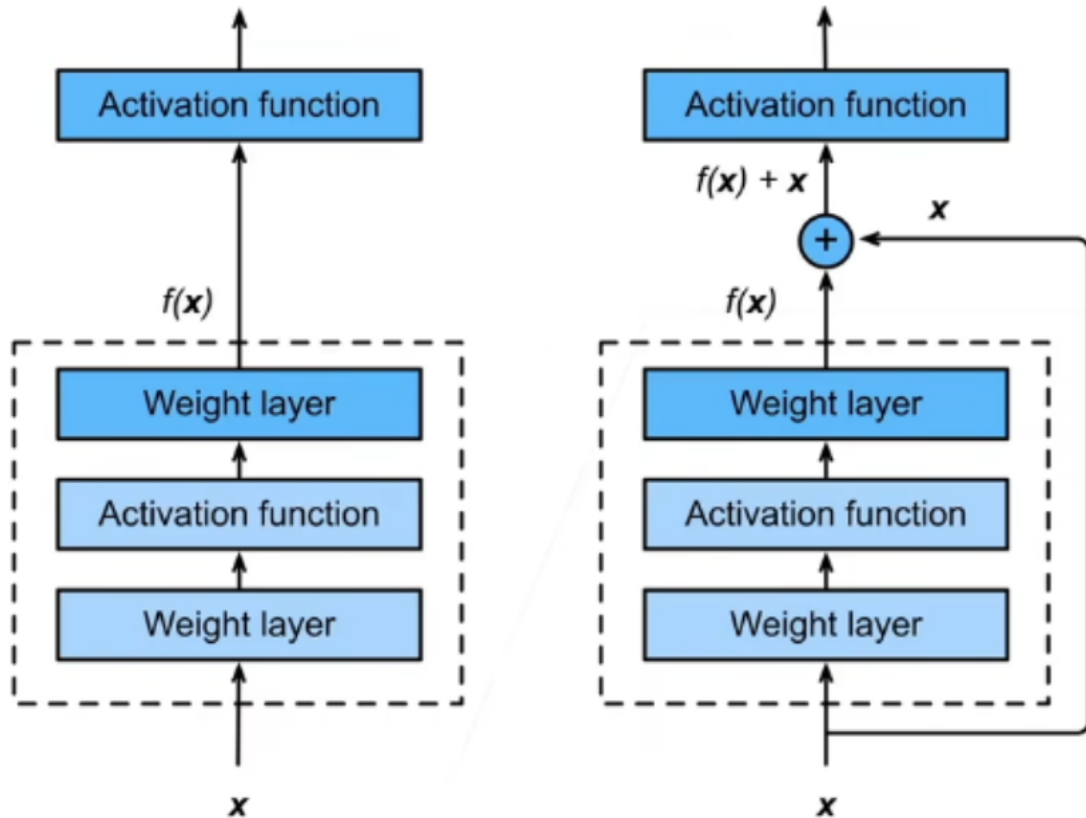 Activation function
f(x)
Weight layer
Activation function
Weight layer
x
Activation function
f(x) + x
x
+
f(x)
Weight layer
Activation function
Weight layer
x